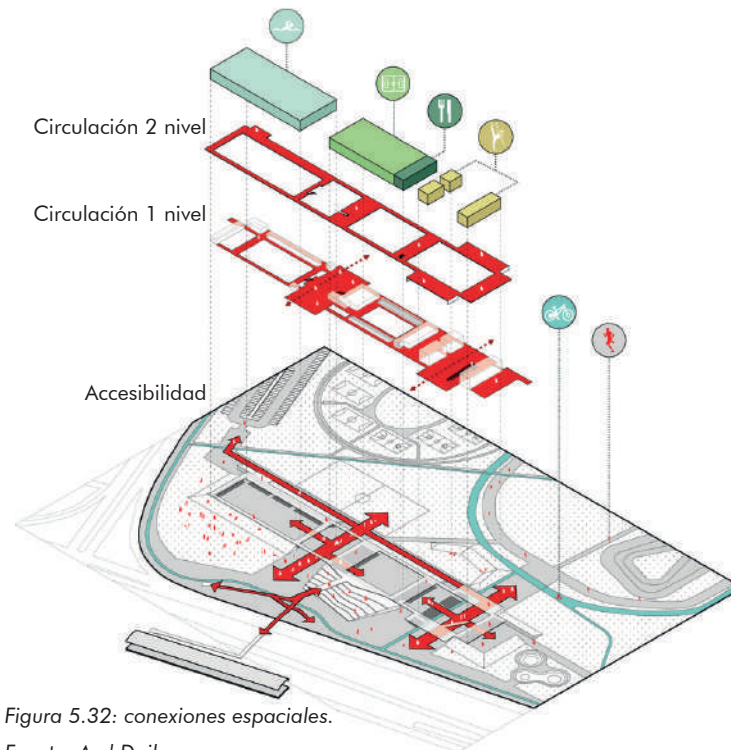 Circulación 2 nivel
Circulación 1 nivel
Accesibilidad
Figura 5.32: conexiones espaciales.